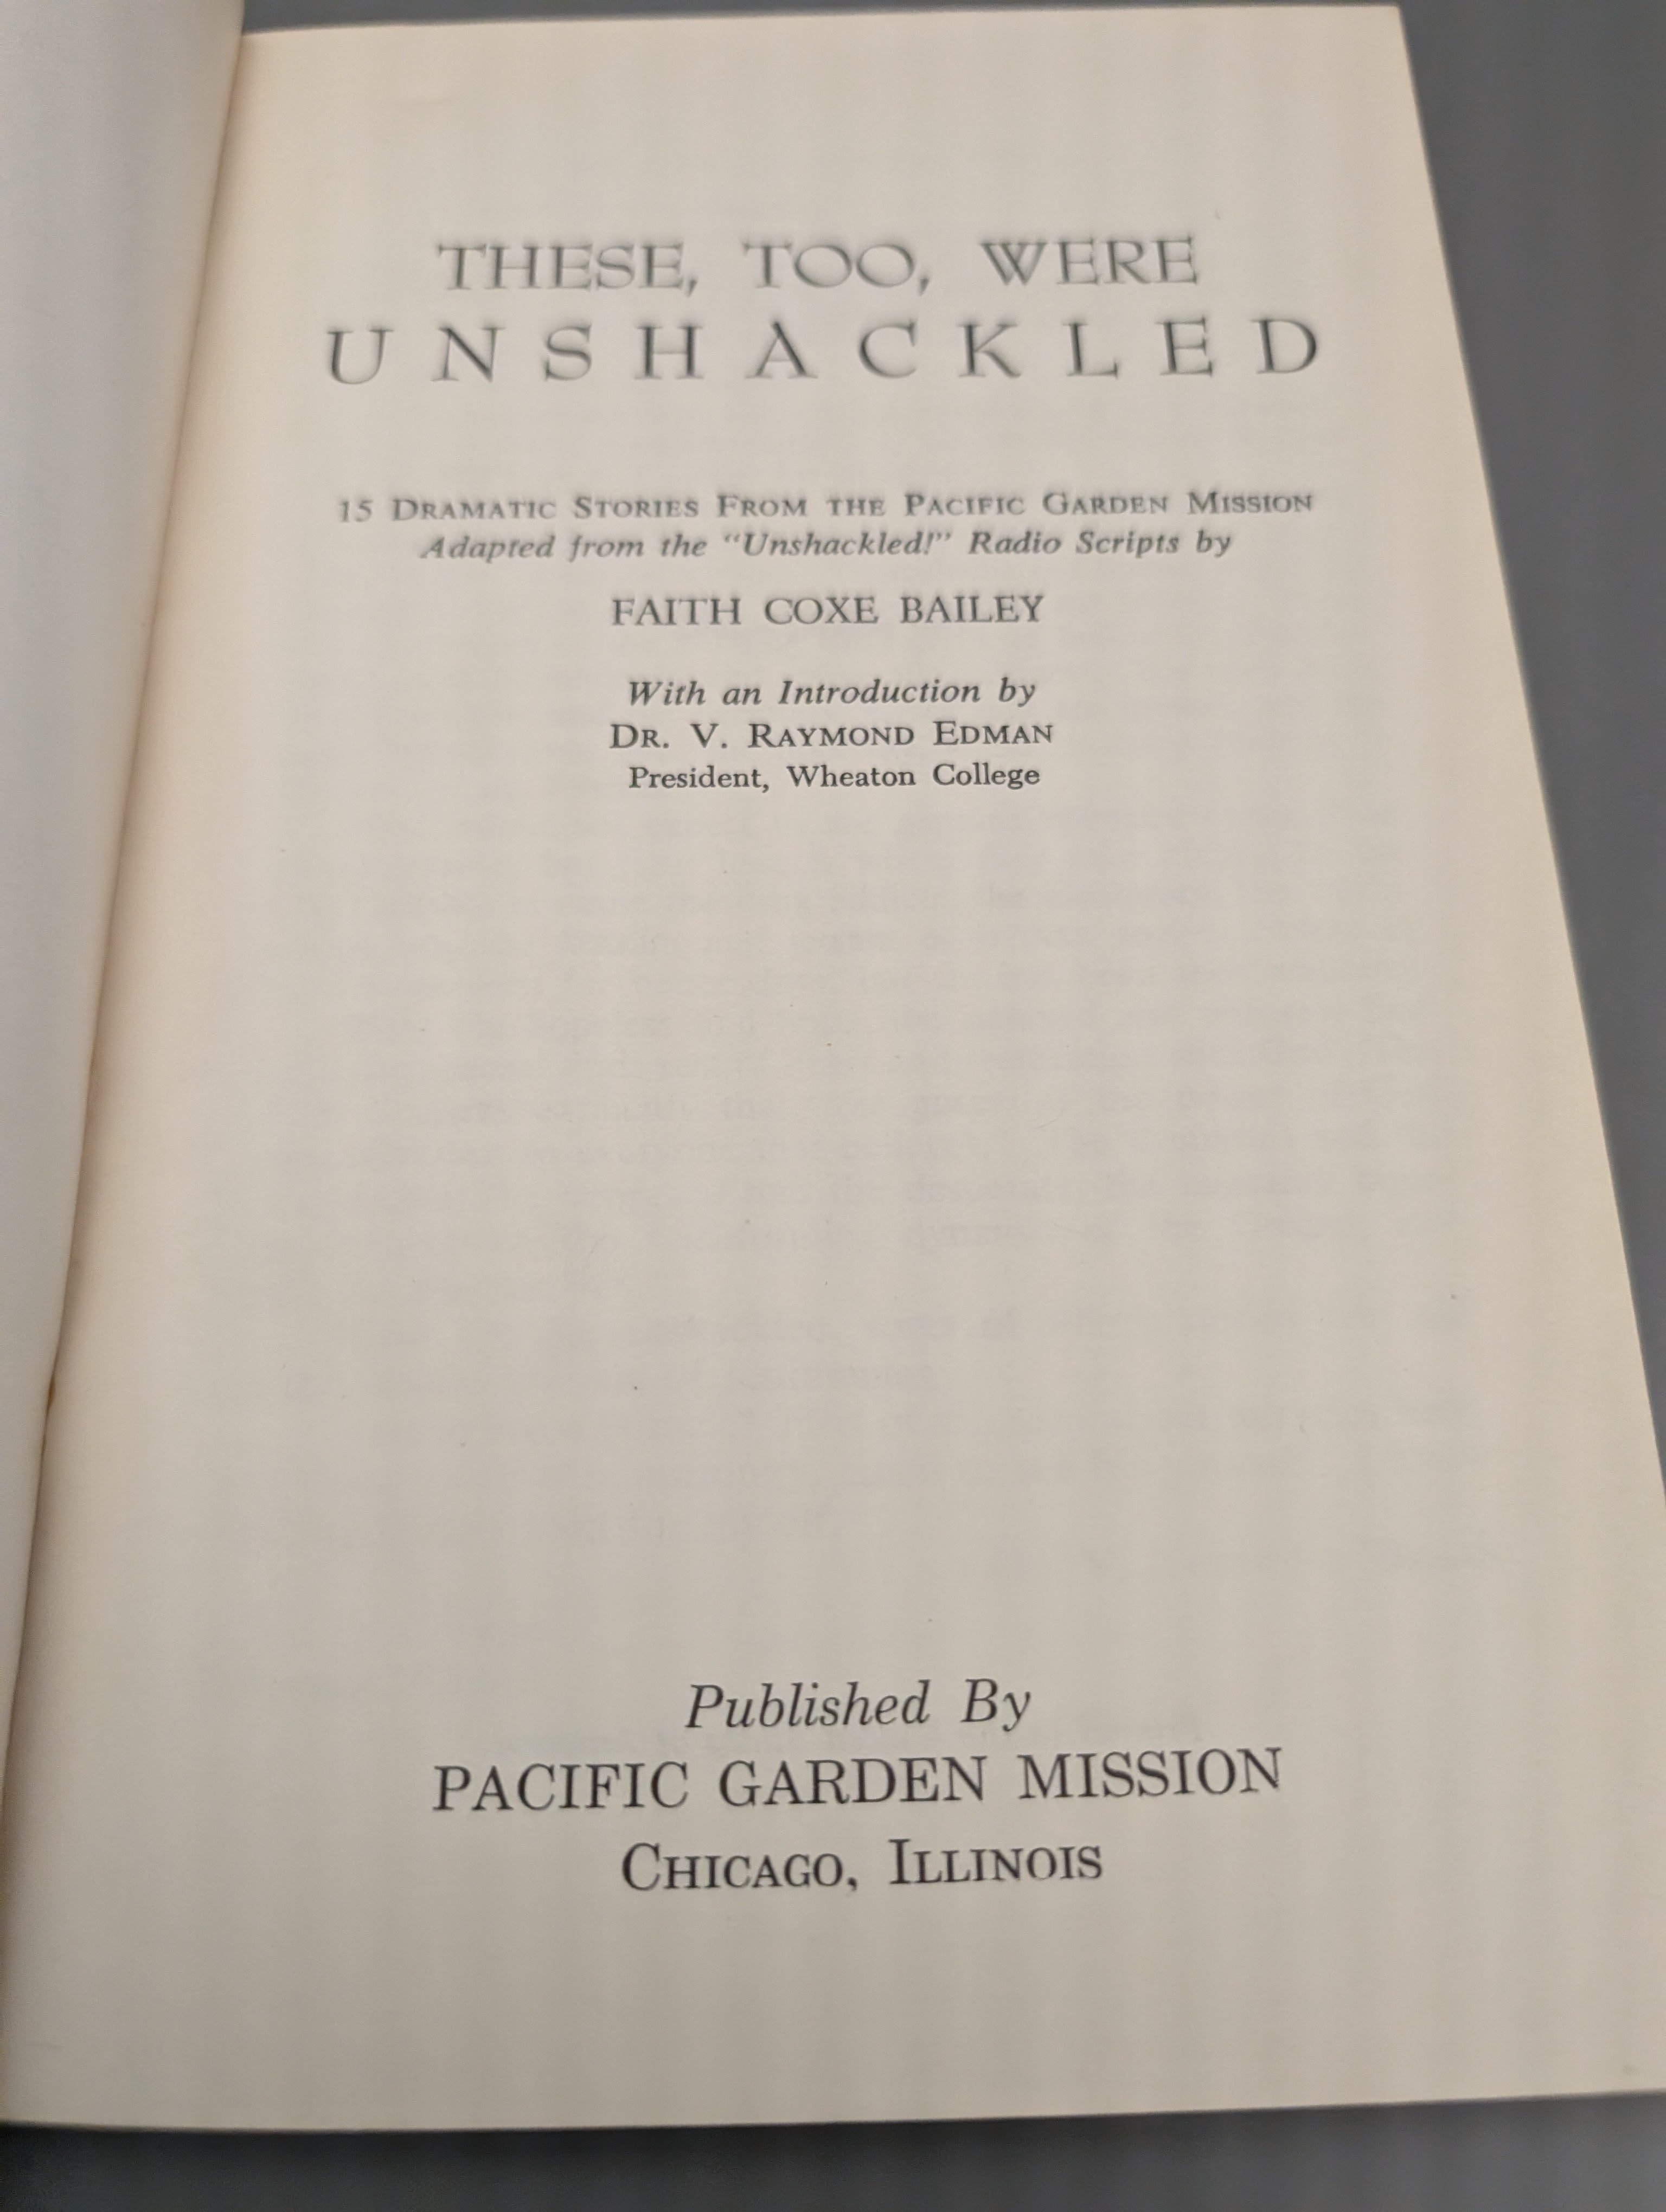 THESE, TOO, WERE
UNSHACKLED
15 DRAMATIC STORIES FROM THE PACIFIC GARDEN MISSION
Adapted from the "Unshackled!" Radio Scripts by
FAITH COXE BAILEY
With an Introduction by
DR. V. RAYMOND EDMAN
President, Wheaton College
Published By
PACIFIC GARDEN MISSION
CHICAGO, ILLINOIS